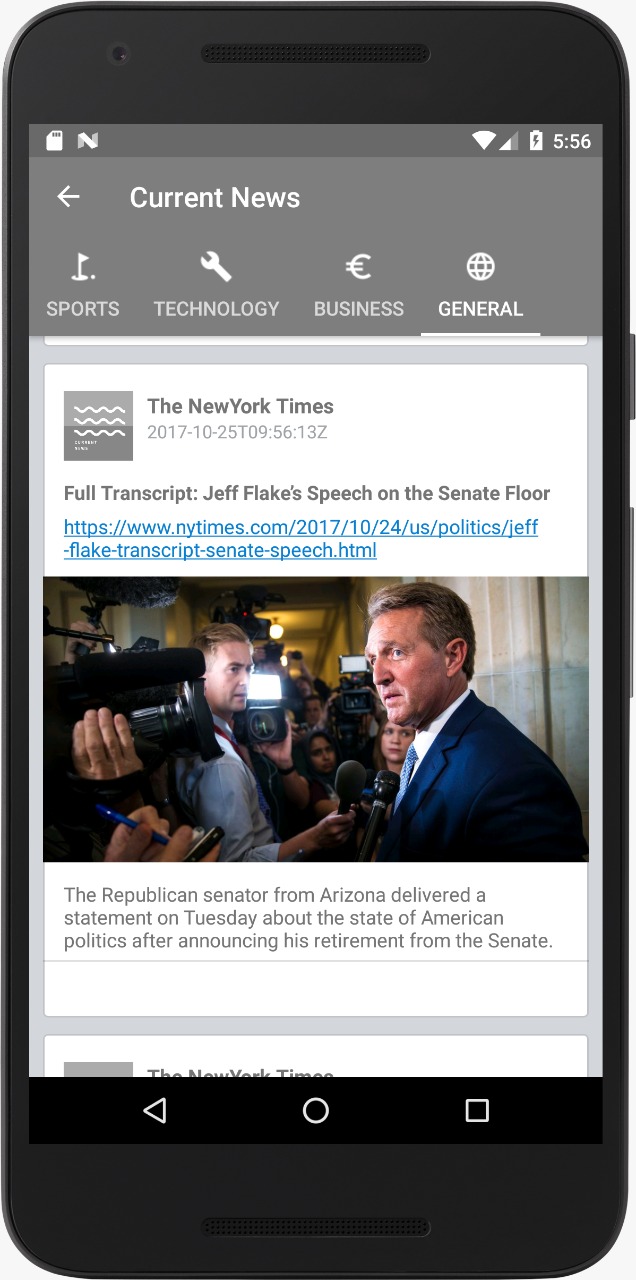 5:56
Current News
SPORTS
TECHNOLOGY
BUSINESS
GENERAL
The NewYork Times
2017-10-25T09:56:13Z
CURRENT
NEWS
Full Transcript: Jeff Flake’s Speech on the Senate Floor
https://www.nytimes.com/2017/10/24/us/politics/jeff
-flake-transcript-senate-speech.html
The Republican senator from Arizona delivered a
statement on Tuesday about the state of American
politics after announcing his retirement from the Senate.
The NewYork Times